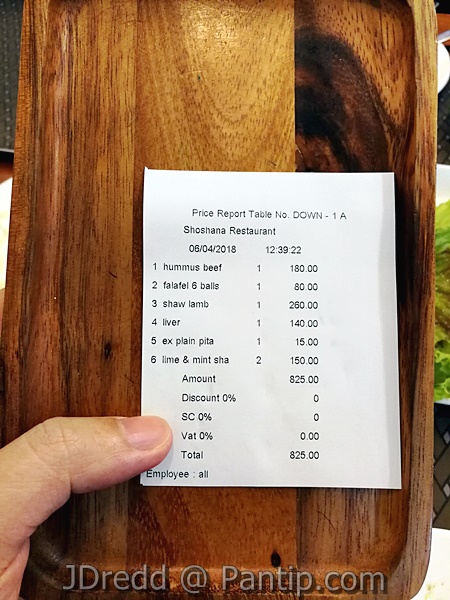 Price Report Table No. DOWN - 1 A
Shoshana Restaurant
06/04/2018 12:39:22
1 hummus beef 1 180.00
2 falafel 6 balls 1 80.00
3 shaw lamb 1 260.00
4 liver 1 140.00
5 ex plain pita 1 15.00
6 lime & mint sha 2 150.00
Amount 825.00
Discount 0% 0
SC 0% 0
Vat 0% 0.00
Total 825.00
Employee : all
JDredd @ Pantip.com